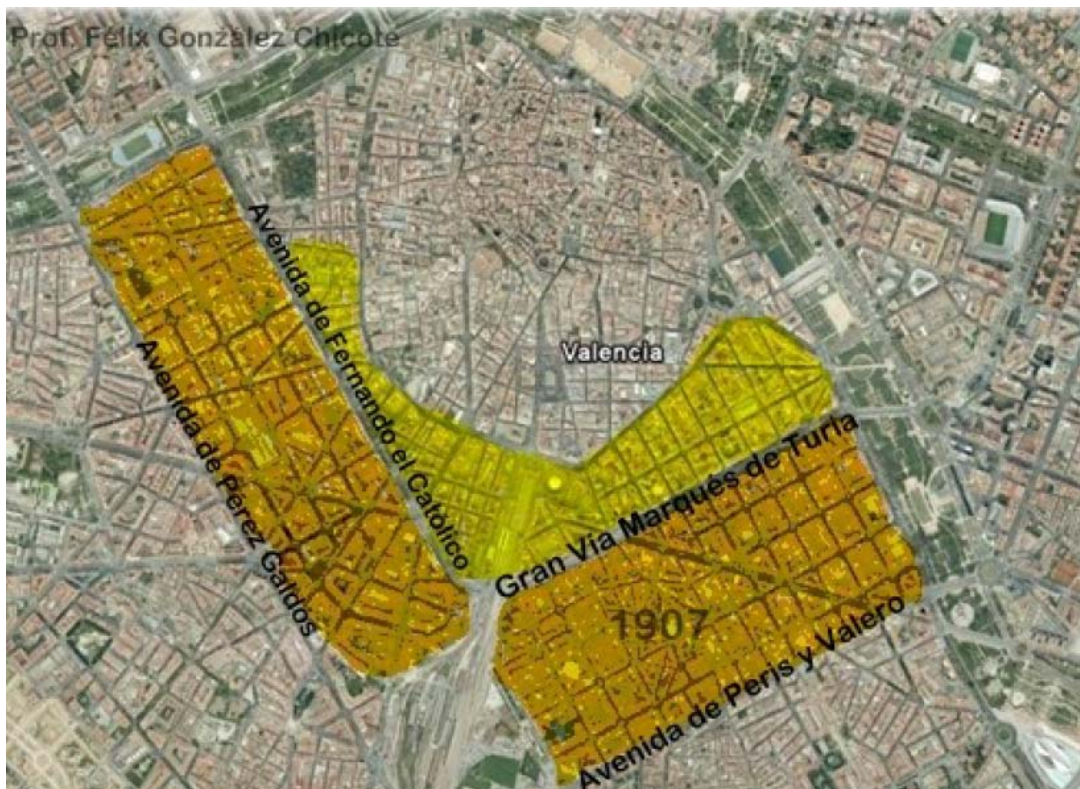 Prof. Félix González Chicote
Avenida de Fernando el Católico
Valencia
Avenida de Pérez Galdós
Gran Vía Marqués de Turia
1907
Avenida de Peris y Valero